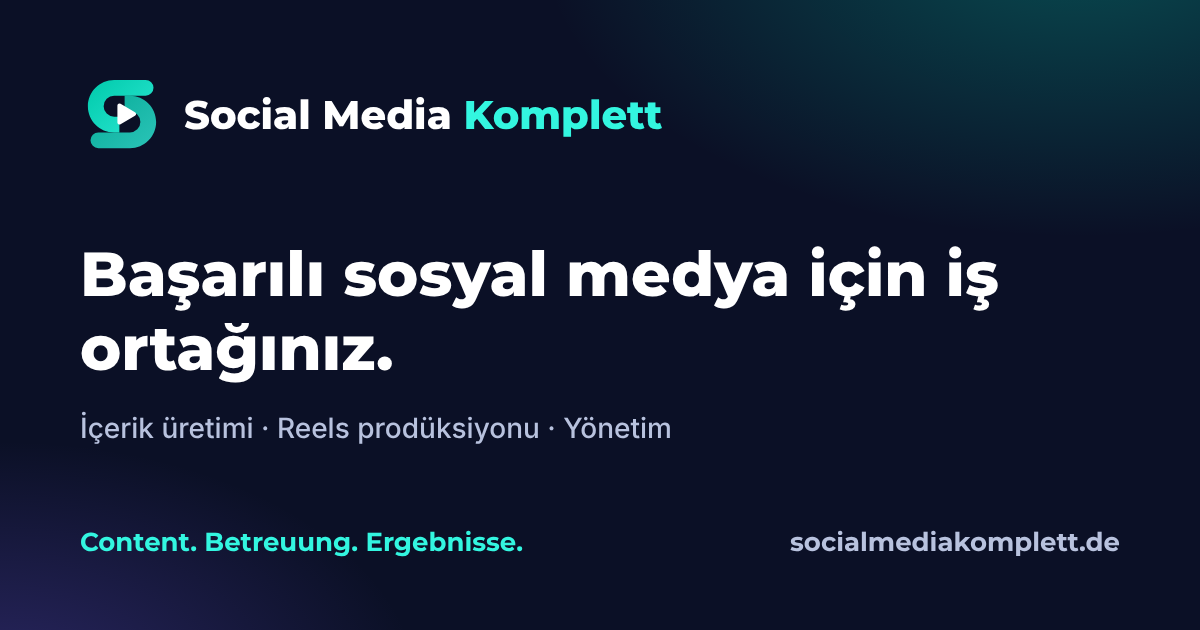 Social Media Komplett
Başarılı sosyal medya için iş
ortağınız.
İçerik üretimi · Reels prodüksiyonu · Yönetim
Content. Betreuung. Ergebnisse.
socialmediakomplett.de